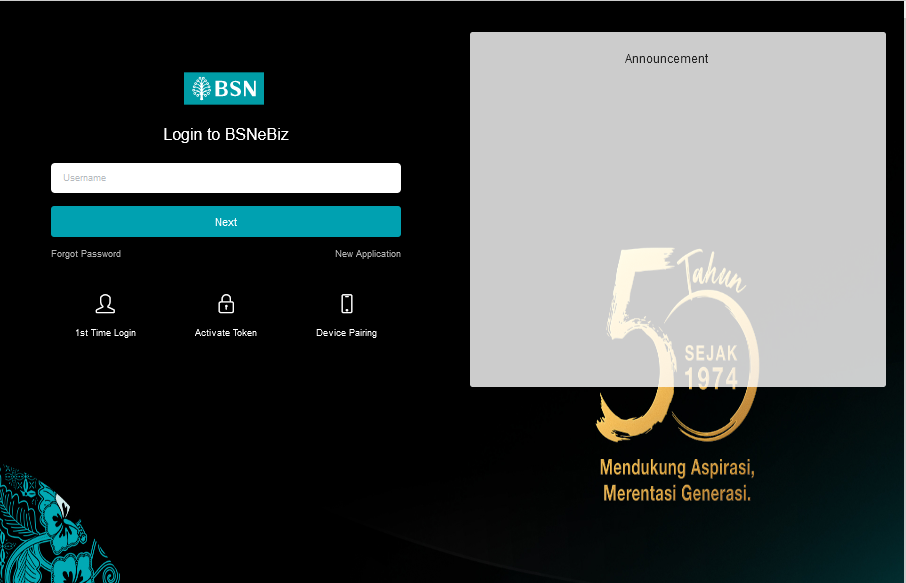 BSN
Login to BSNeBiz
Username
Next
Forgot Password
New Application
1st Time Login
Activate Token
Device Pairing
Announcement
50 Tahun
SEJAK
1974
Mendukung Aspirasi,
Merentasi Generasi.